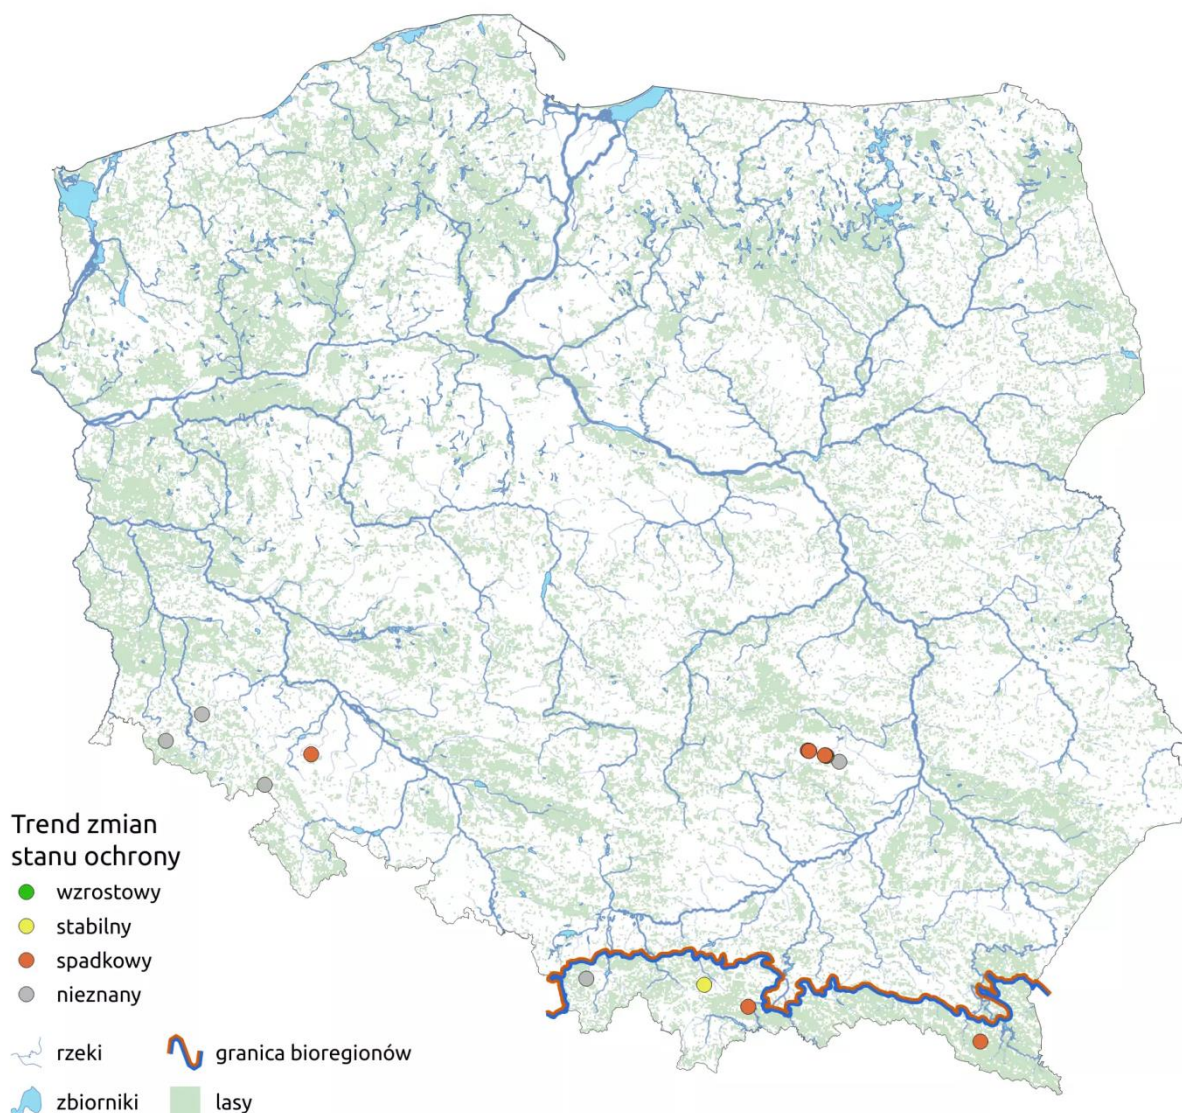 Trend zmian
stanu ochrony
wzrostowy
stabilny
spadkowy
nieznany
rzeki
granica bioregionów
zbiorniki
lasy